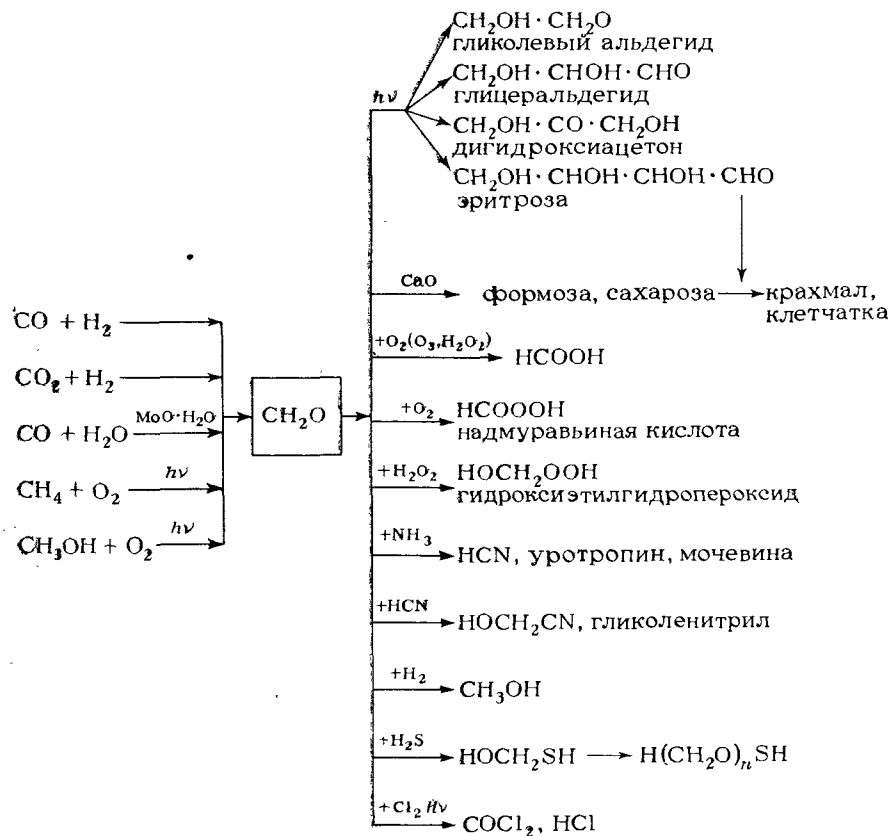 CH₂OH · CH₂O
гликолевый альдегид
CH₂OH · CHOH · CHO
глицеральдегид
hν
CH₂OH · CO · CH₂OH
дигидроксиацетон
CH₂OH · CHOH · CHOH · CHO
эритроза
CaO
формоза, сахароза
крахмал,
клетчатка
CO + H₂
+O₂(O₃,H₂O₂)
HCOOH
CO₂ + H₂
CO + H₂O
MoO·H₂O
CH₂O
+O₂
HCOOOH
надмуравьиная кислота
CH₄ + O₂
hν
+H₂O₂
HOCH₂OOH
гидроксиэтилгидропероксид
CH₃OH + O₂
hν
+NH₃
HCN, уротропин, мочевина
+HCN
HOCH₂CN, гликоленитрил
+H₂
CH₃OH
+H₂S
HOCH₂SH
H(CH₂O)ₙSH
+Cl₂ hν
COCl₂, HCl